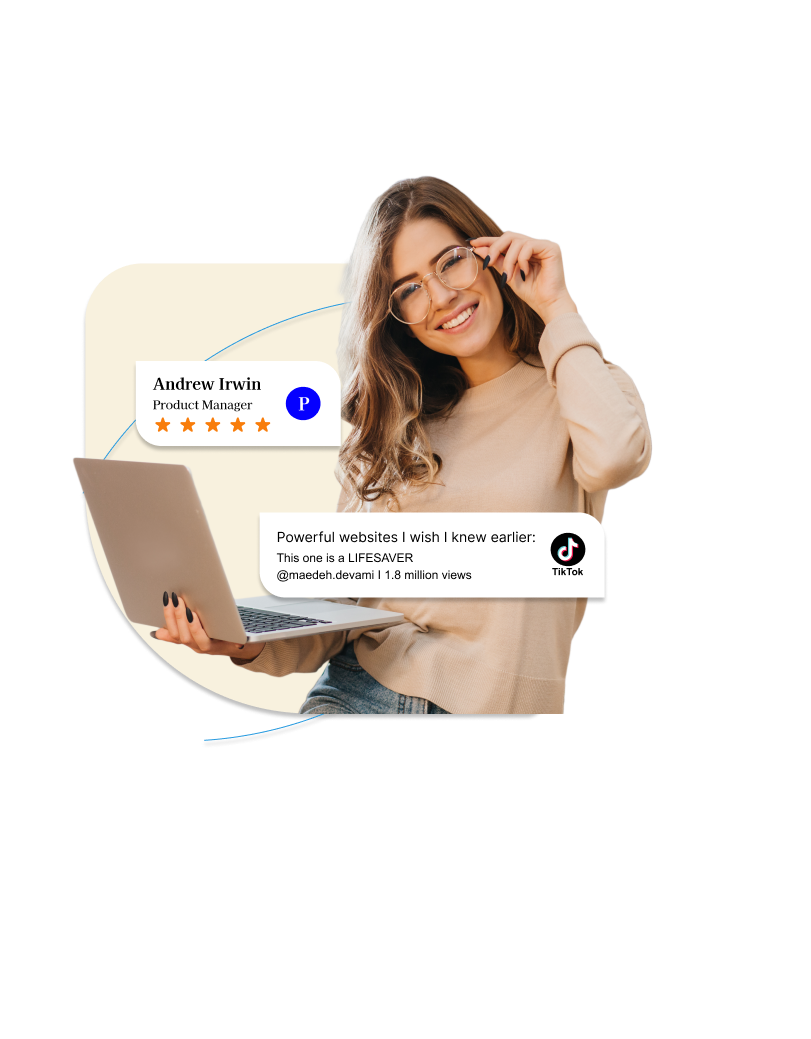 Andrew Irwin
Product Manager
P
Powerful websites I wish I knew earlier:
This one is a LIFESAVER
@maedeh.devami I 1.8 million views
TikTok